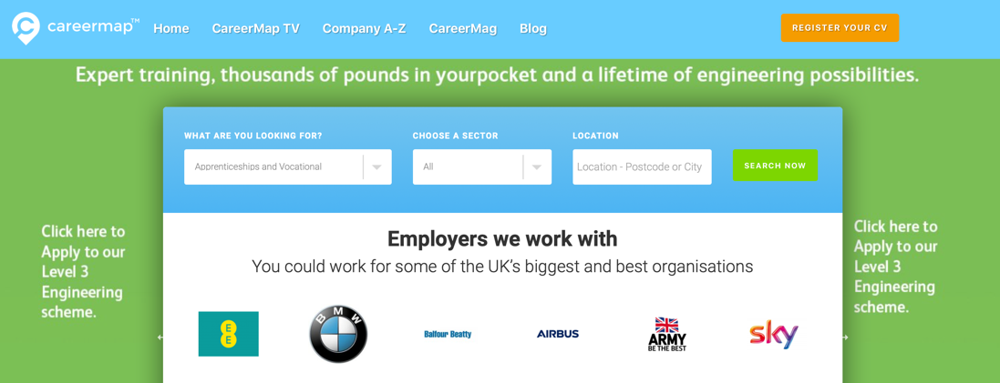 careermap™
Home
CareerMap TV
Company A-Z
CareerMag
Blog
REGISTER YOUR CV
Expert training, thousands of pounds in yourpocket and a lifetime of engineering possibilities.
WHAT ARE YOU LOOKING FOR?
CHOOSE A SECTOR
LOCATION
Apprenticeships and Vocational
All
Location - Postcode or City
SEARCH NOW
Click here to
Apply to our
Level 3
Engineering
scheme.
Employers we work with
You could work for some of the UK's biggest and best organisations
EE
BMW
Balfour Beatty
AIRBUS
ARMY
BE THE BEST
sky
Click here to
Apply to our
Level 3
Engineering
scheme.